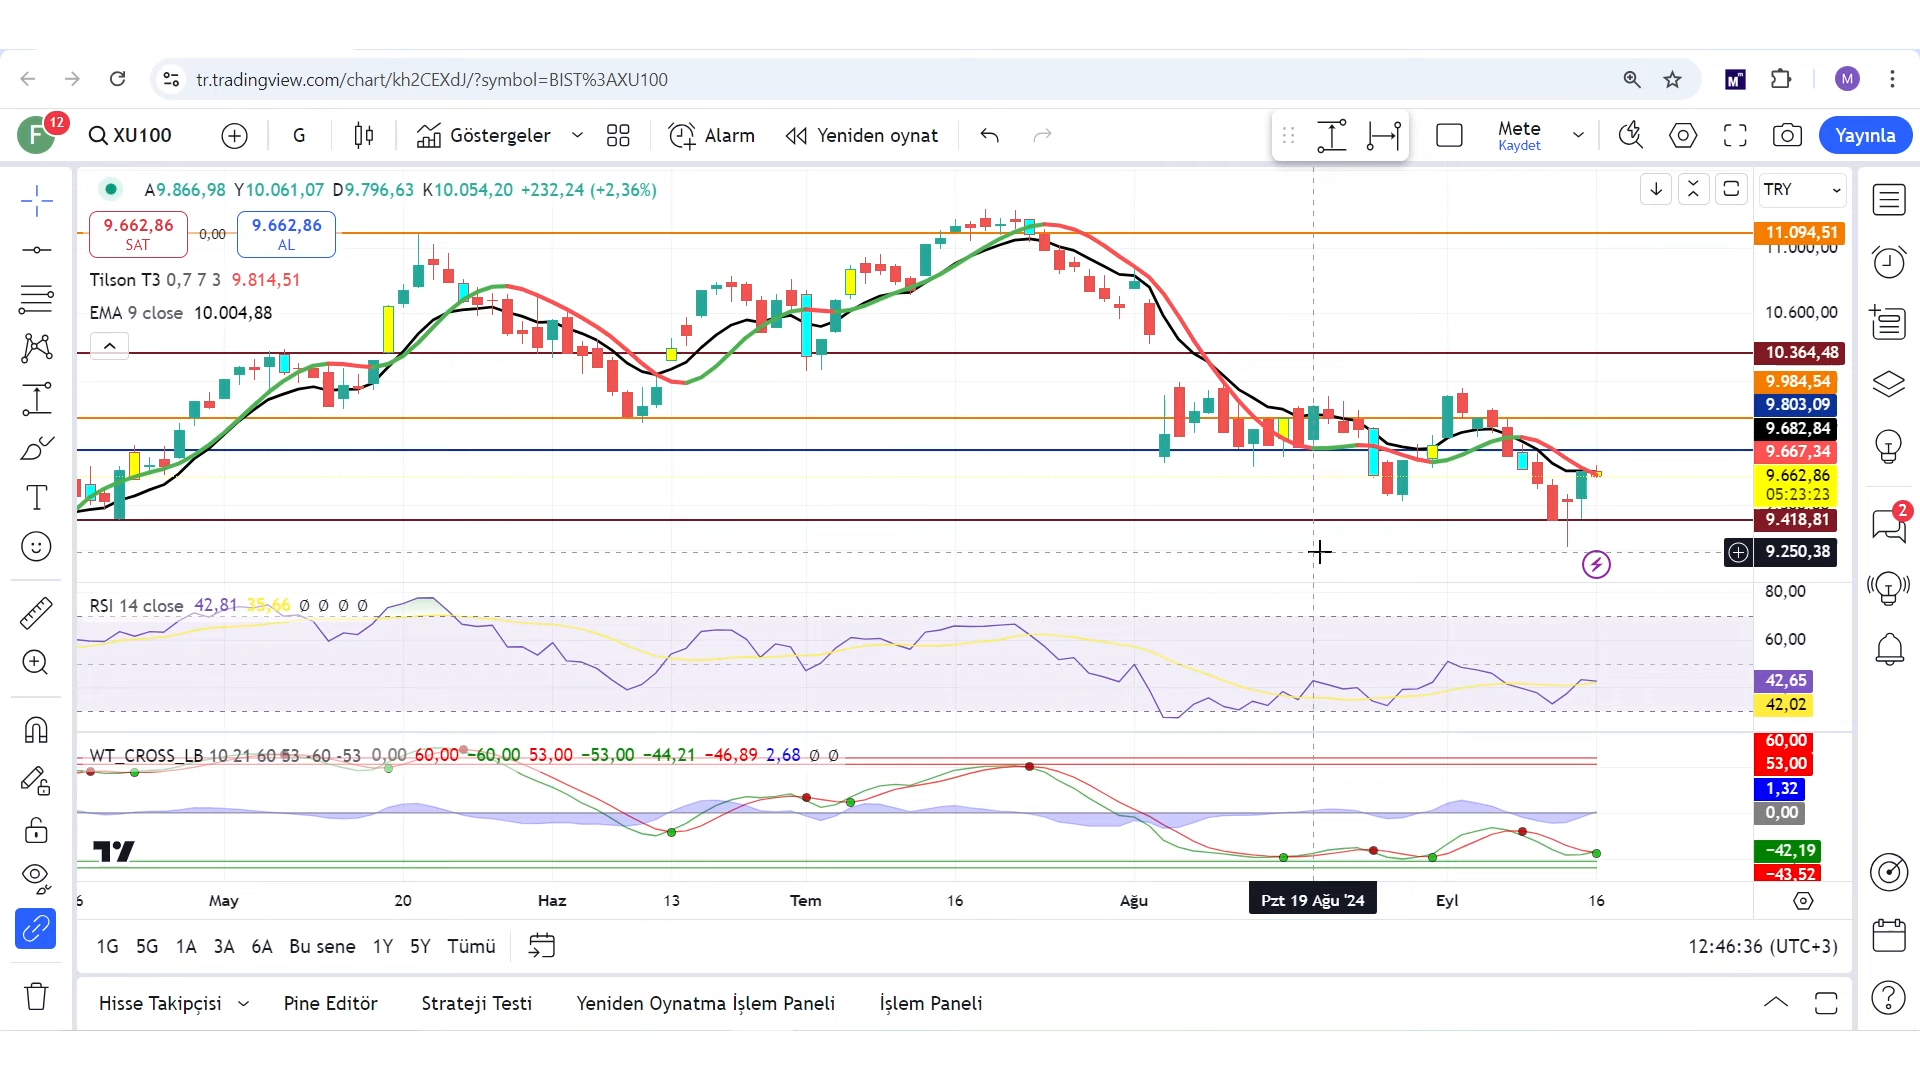 tr.tradingview.com/chart/kh2CEXdJ/?symbol=BIST%3AXU100
M
M
F
12
XU100
G
Göstergeler
Alarm
Yeniden oynat
Mete
Kaydet
Yayınla
A9.866,98 Y10.061,07 D9.796,63 K10.054,20 +232,24 (+2,36%)
TRY
9.662,86
SAT
0,00
9.662,86
AL
11.094,51
11.000,00
Tilson T3 0,7 7 3 9.814,51
EMA 9 close 10.004,88
10.600,00
10.364,48
9.984,54
9.803,09
9.682,84
9.667,34
9.662,86
05:23:23
9.418,81
2
9.250,38
RSI 14 close 42,81 35,66 Ø Ø Ø Ø
80,00
60,00
42,65
42,02
WT_CROSS_LB 10 21 60 53 -60 -53 0,00 60,00 −60,00 53,00 −53,00 −44,21 −46,89 2,68 Ø Ø
60,00
53,00
1,32
0,00
−42,19
−43,52
6 May 20 Haz 13 Tem 16 Ağu Pzt 19 Ağu '24 Eyl 16
1G 5G 1A 3A 6A Bu sene 1Y 5Y Tümü
12:46:36 (UTC+3)
Hisse Takipçisi Pine Editör Strateji Testi Yeniden Oynatma İşlem Paneli İşlem Paneli